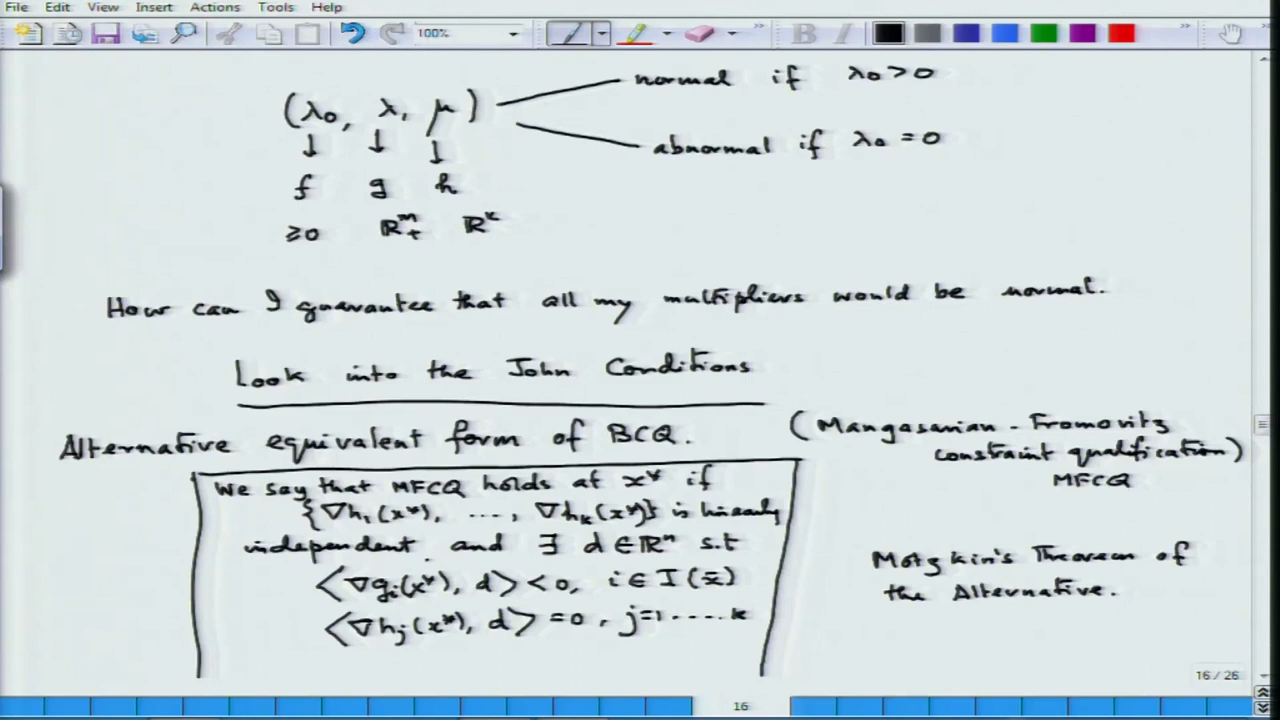 File Edit View Insert Actions Tools Help
100%
(λ₀, λ, μ)
normal if λ₀ > 0
abnormal if λ₀ = 0
↓ ↓ ↓
f g h
≥0 ℝᵐ₊ ℝᵏ
How can I guarantee that all my multipliers would be normal.
Look into the John Conditions
Alternative equivalent form of BCQ.
(Mangasarian - Fromovitz
constraint qualification)
MFCQ
We say that MFCQ holds at x* if
{∇h₁(x*), ..., ∇hₖ(x*)} is linearly
independent. and ∃ d ∈ ℝⁿ s.t
⟨∇gᵢ(x*), d⟩ < 0, i ∈ I(x̄)
⟨∇hⱼ(x*), d⟩ = 0, j=1.....k
Motzkin's Theorem of
the Alternative.
16 / 26
16